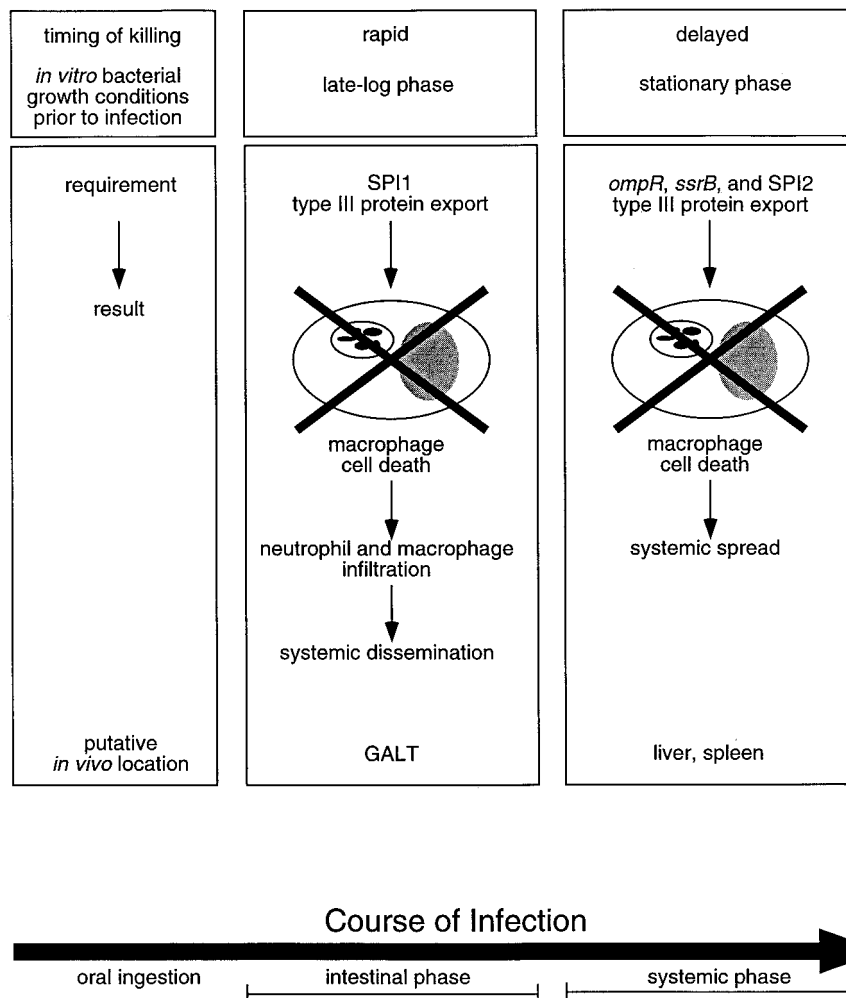 timing of killing
in vitro bacterial
growth conditions
prior to infection
rapid
late-log phase
delayed
stationary phase
requirement
result
putative
in vivo location
SPI1
type III protein export
macrophage
cell death
neutrophil and macrophage
infiltration
systemic dissemination
GALT
ompR, ssrB, and SPI2
type III protein export
macrophage
cell death
systemic spread
liver, spleen
Course of Infection
oral ingestion
intestinal phase
systemic phase